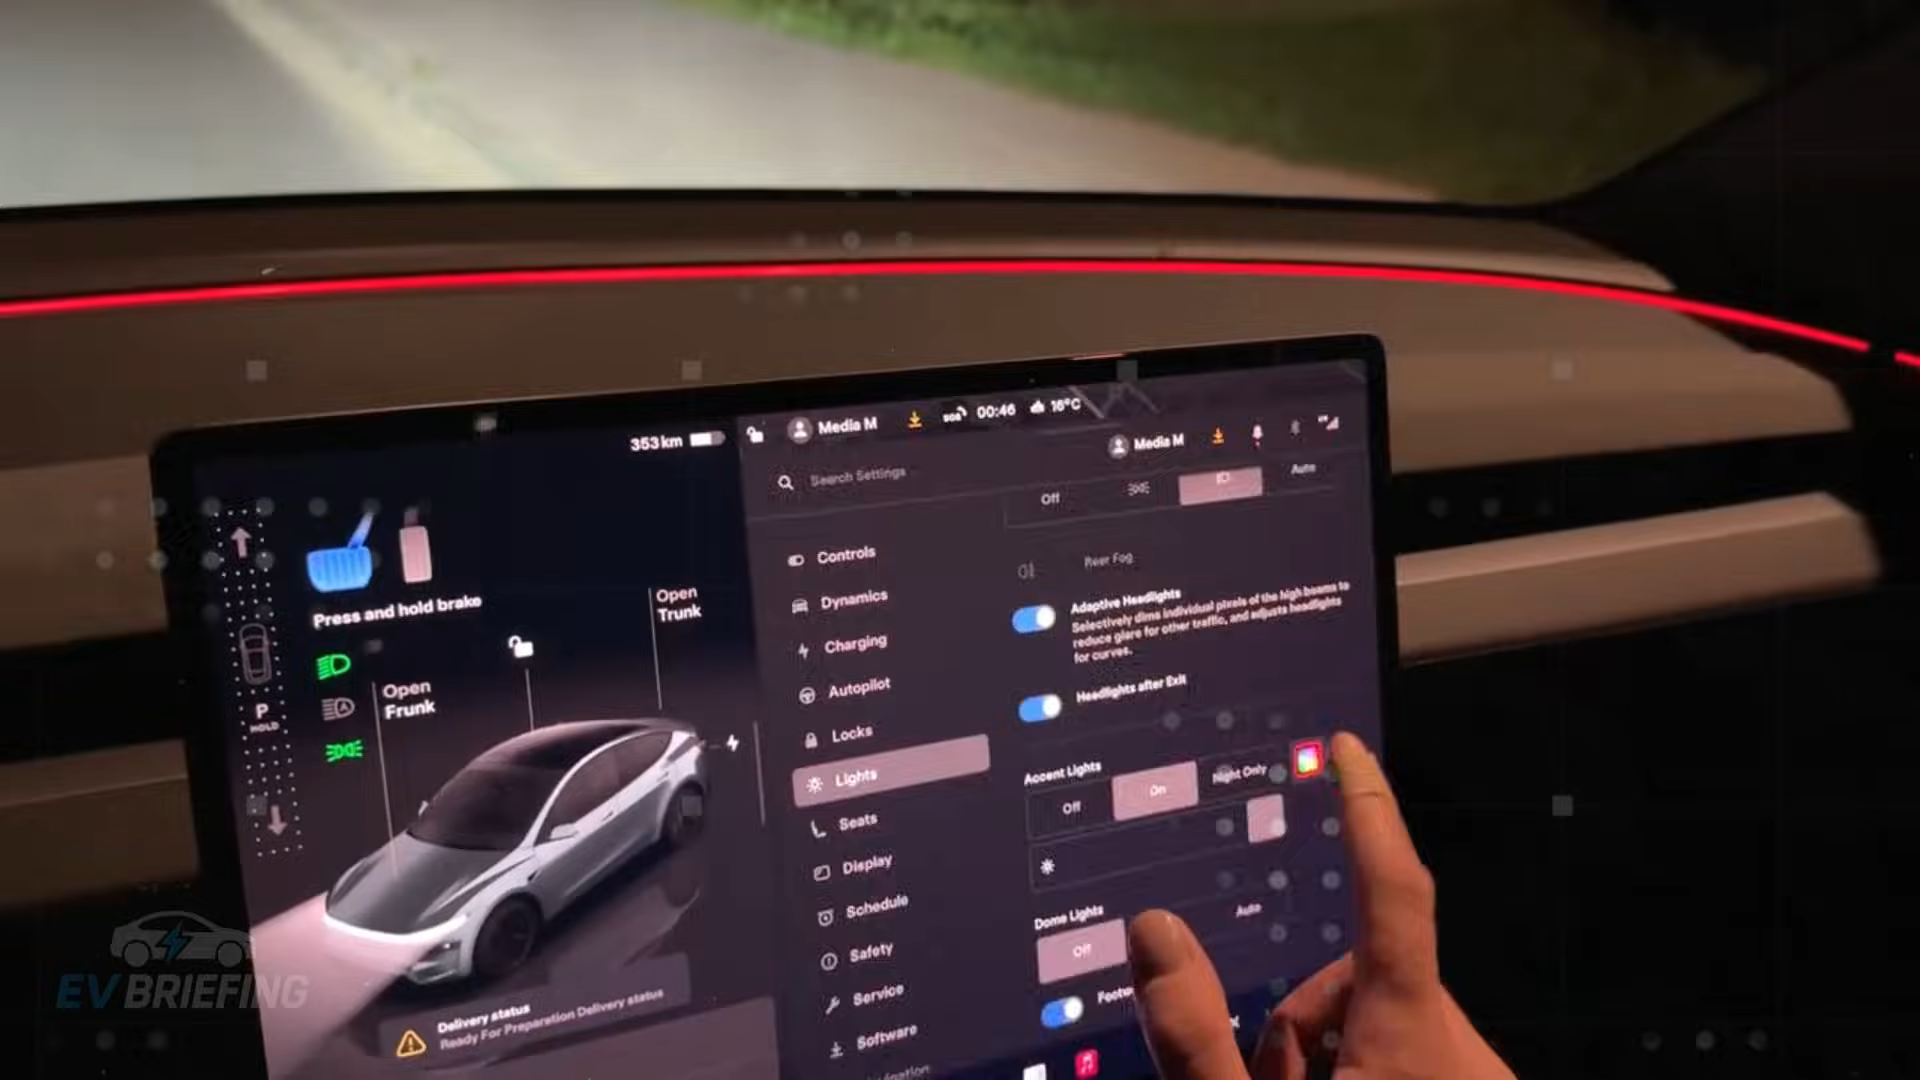 353 km
Media M
SOS
00:46
16°C
Media M
Search Settings
Off
Auto
Press and hold brake
Open
Trunk
Open
Frunk
P
HOLD
Controls
Dynamics
Charging
Autopilot
Locks
Lights
Seats
Display
Schedule
Safety
Service
Software
Rear Fog
Adaptive Headlights
Selectively dims individual pixels of the high beams to
reduce glare for other traffic, and adjusts headlights
for curves.
Headlights after Exit
Accent Lights
Off
On
Night Only
Dome Lights
Off
Auto
Delivery status
Ready For Preparation Delivery status
EV BRIEFING